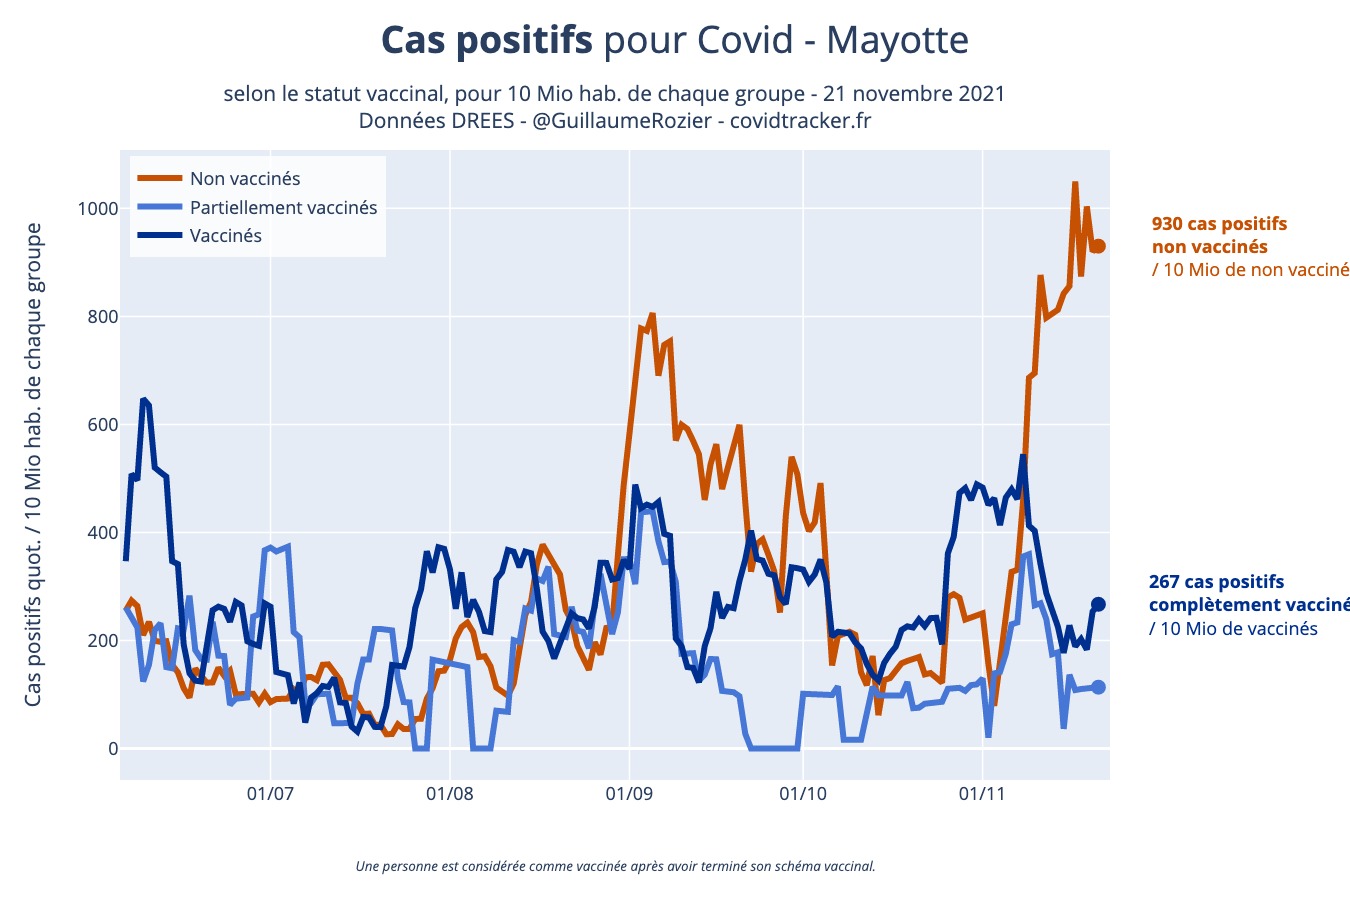 Cas positifs pour Covid - Mayotte
selon le statut vaccinal, pour 10 Mio hab. de chaque groupe - 21 novembre 2021
Données DREES - @GuillaumeRozier - covidtracker.fr
Non vaccinés
Partiellement vaccinés
Vaccinés
Cas positifs quot. / 10 Mio hab. de chaque groupe
1000
800
600
400
200
0
01/07
01/08
01/09
01/10
01/11
930 cas positifs
non vaccinés
/ 10 Mio de non vacciné
267 cas positifs
complètement vacciné
/ 10 Mio de vaccinés
Une personne est considérée comme vaccinée après avoir terminé son schéma vaccinal.